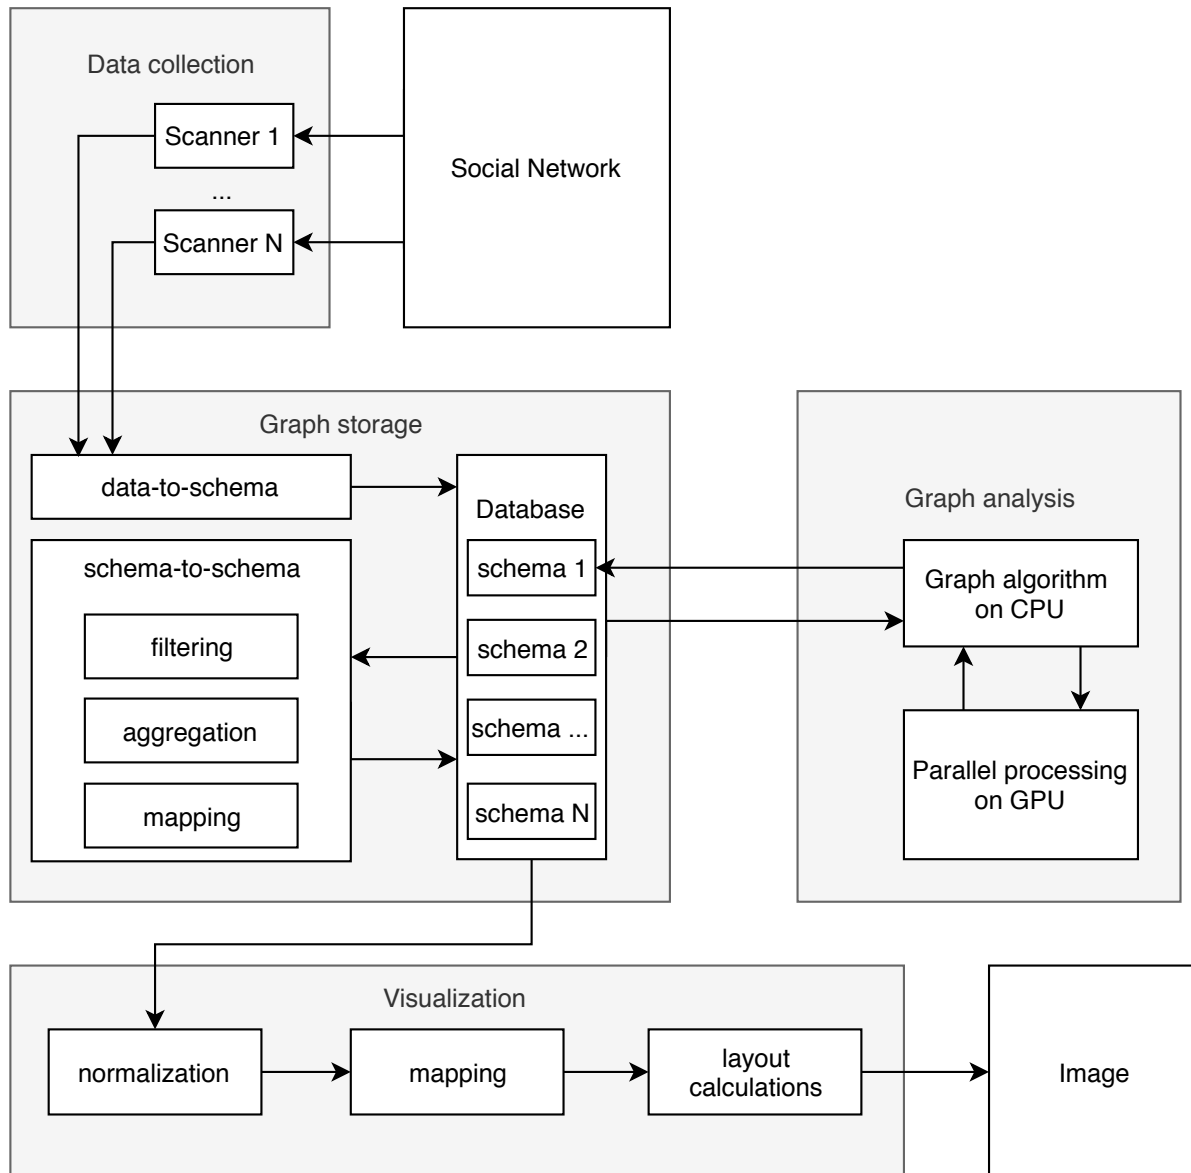 Data collection
Scanner 1
...
Scanner N
Social Network
Graph storage
data-to-schema
schema-to-schema
filtering
aggregation
mapping
Database
schema 1
schema 2
schema ...
schema N
Graph analysis
Graph algorithm
on CPU
Parallel processing
on GPU
Visualization
normalization
mapping
layout
calculations
Image